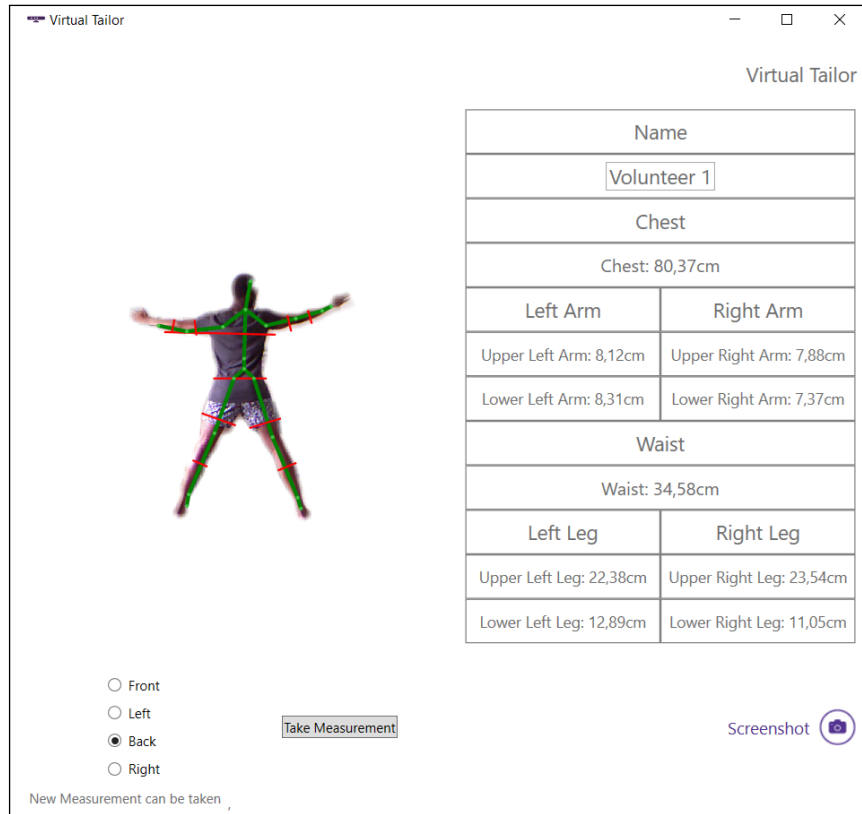 Virtual Tailor
Virtual Tailor
Name
Volunteer 1
Chest
Chest: 80,37cm
Left Arm Right Arm
Upper Left Arm: 8,12cm Upper Right Arm: 7,88cm
Lower Left Arm: 8,31cm Lower Right Arm: 7,37cm
Waist
Waist: 34,58cm
Left Leg Right Leg
Upper Left Leg: 22,38cm Upper Right Leg: 23,54cm
Lower Left Leg: 12,89cm Lower Right Leg: 11,05cm
Front
Left
Back
Right
Take Measurement
Screenshot
New Measurement can be taken ,